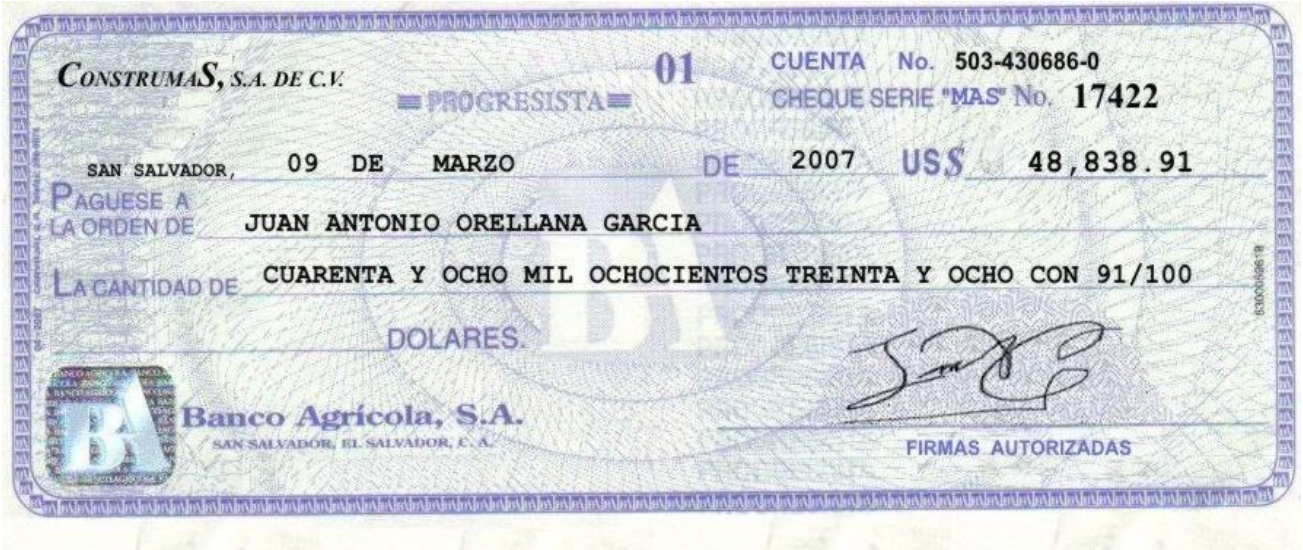 CONSTRUMAS, S.A. DE C.V.
01
CUENTA No. 503-430686-0
≡ PROGRESISTA ≡
CHEQUE SERIE "MAS" No. 17422
SAN SALVADOR, 09 DE MARZO DE 2007 US$ 48,838.91
PAGUESE A
LA ORDEN DE JUAN ANTONIO ORELLANA GARCIA
LA CANTIDAD DE CUARENTA Y OCHO MIL OCHOCIENTOS TREINTA Y OCHO CON 91/100
DOLARES.
BA
Banco Agrícola, S.A.
SAN SALVADOR, EL SALVADOR, C. A.
FIRMAS AUTORIZADAS